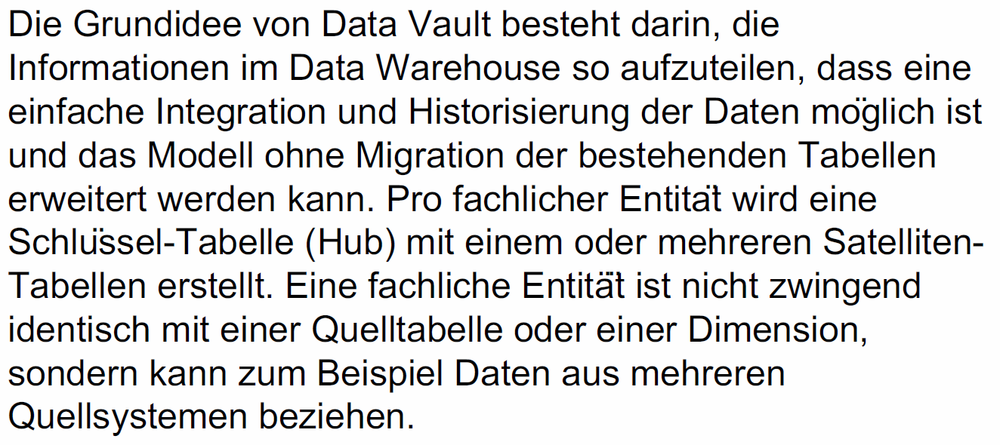 Die Grundidee von Data Vault besteht darin, die
Informationen im Data Warehouse so aufzuteilen, dass eine
einfache Integration und Historisierung der Daten möglich ist
und das Modell ohne Migration der bestehenden Tabellen
erweitert werden kann. Pro fachlicher Entität wird eine
Schlüssel-Tabelle (Hub) mit einem oder mehreren Satelliten-
Tabellen erstellt. Eine fachliche Entität ist nicht zwingend
identisch mit einer Quelltabelle oder einer Dimension,
sondern kann zum Beispiel Daten aus mehreren
Quellsystemen beziehen.